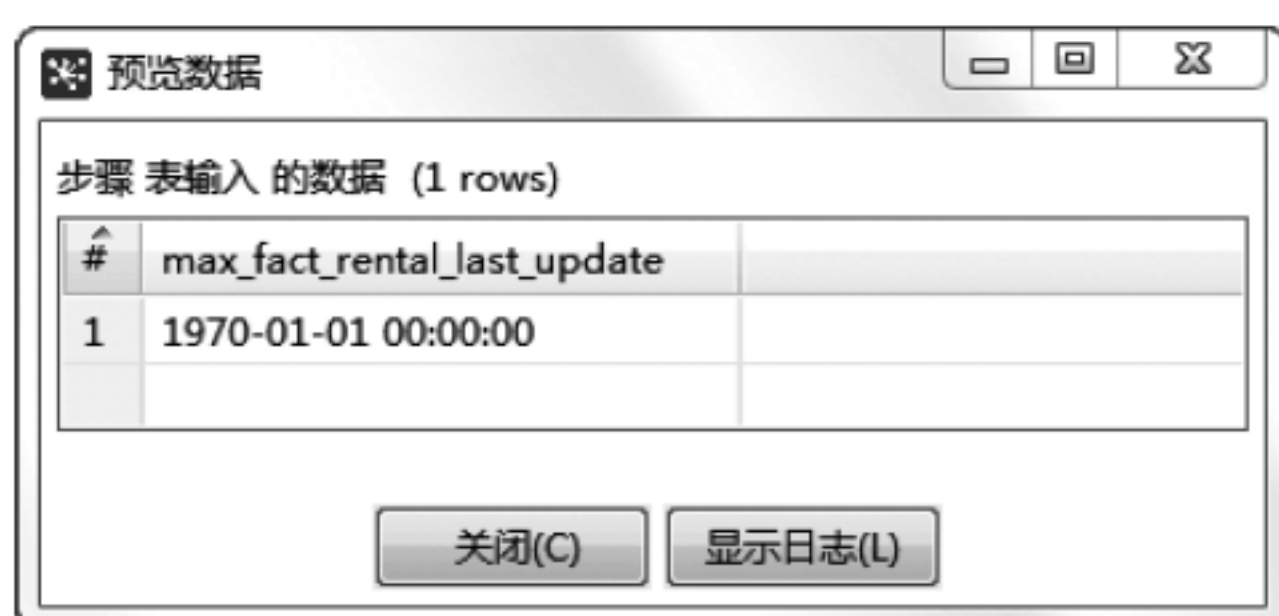 预览数据
步骤 表输入 的数据 (1 rows)
# max_fact_rental_last_update
1 1970-01-01 00:00:00
关闭(C) 显示日志(L)